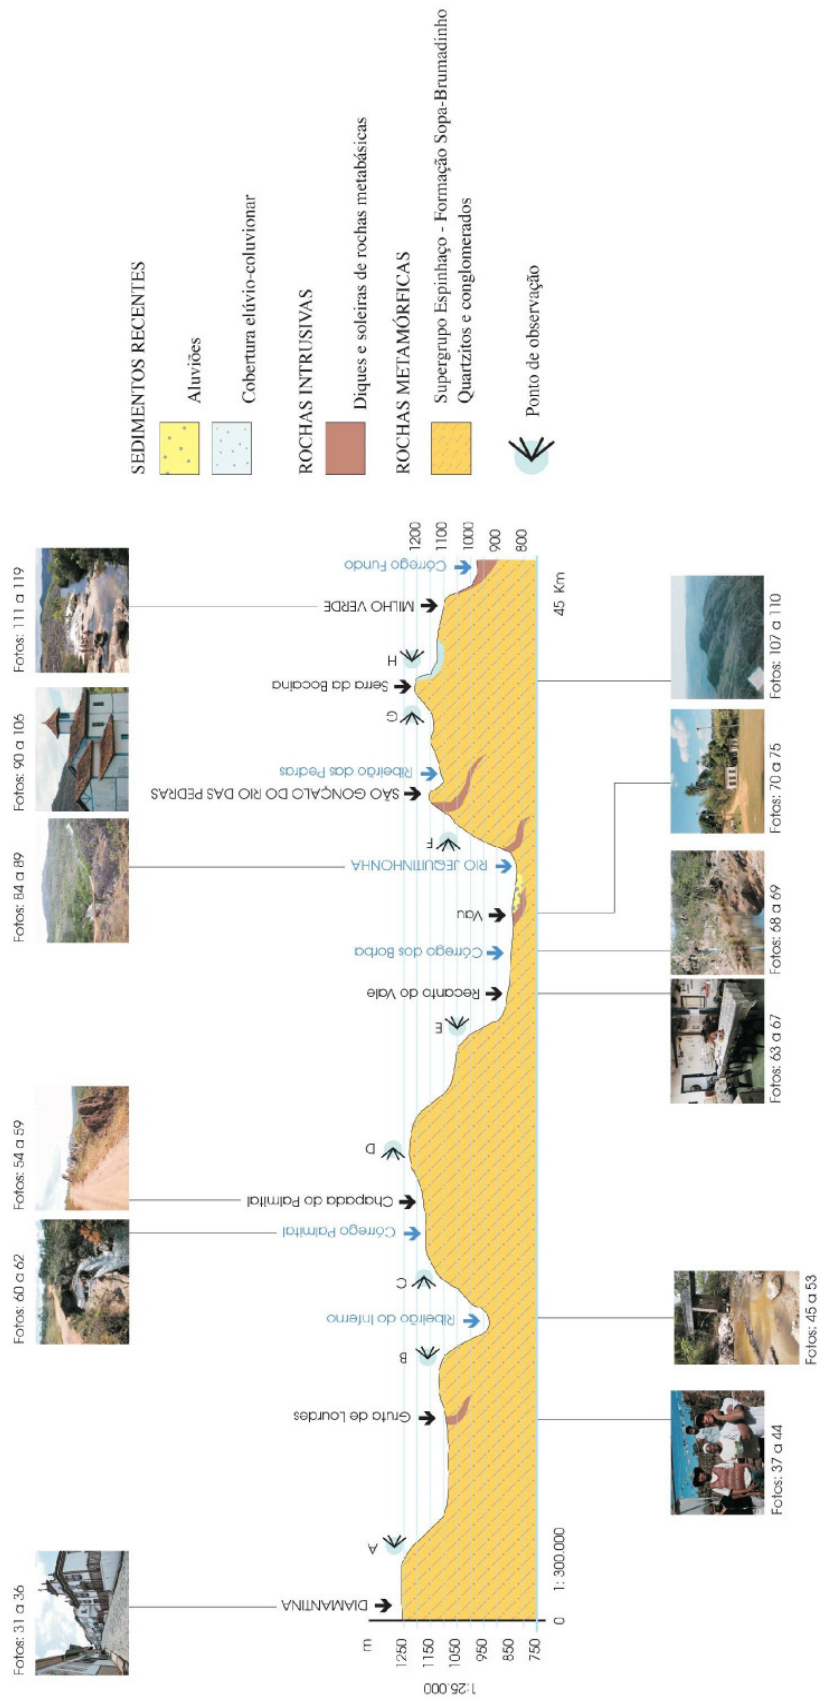 Fotos: 31 a 36
Fotos: 60 a 62
Fotos: 54 a 59
Fotos: 84 a 89
Fotos: 90 a 106
Fotos: 111 a 119
DIAMANTINA
A
Gruta de Lourdes
B
Ribeirão do Inferno
C
Córrego Palmital
Chapada do Palmital
D
E
Recanto do Vale
Córrego dos Borba
Vau
RIO JEQUITINHONHA
F
SÃO GONÇALO DO RIO DAS PEDRAS
Ribeirão das Pedras
G
Serra da Bocaina
H
MILHO VERDE
Córrego Fundo
m
1250
1150
1050
950
850
750
1:25.000
1200
1100
1000
900
800
0
1: 300.000
45 Km
Fotos: 37 a 44
Fotos: 45 a 53
Fotos: 63 a 67
Fotos: 68 a 69
Fotos: 70 a 75
Fotos: 107 a 110
SEDIMENTOS RECENTES
Aluviões
Cobertura elúvio-coluvionar
ROCHAS INTRUSIVAS
Diques e soleiras de rochas metabásicas
ROCHAS METAMÓRFICAS
Supergrupo Espinhaço - Formação Sopa-Brumadinho
Quartzitos e conglomerados
Ponto de observação